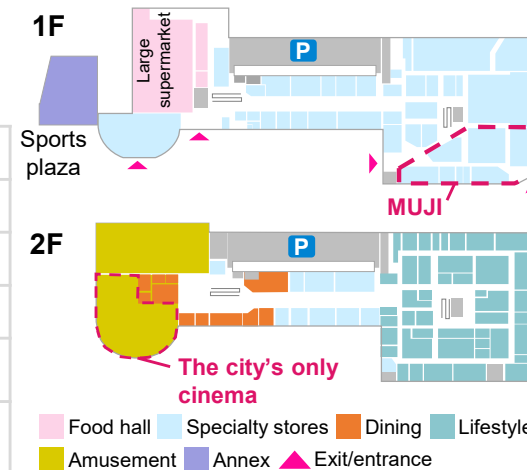 1F
Large
supermarket
P
Sports
plaza
MUJI
2F
P
The city's only
cinema
Food hall Specialty stores Dining Lifestyle
Amusement Annex Exit/entrance